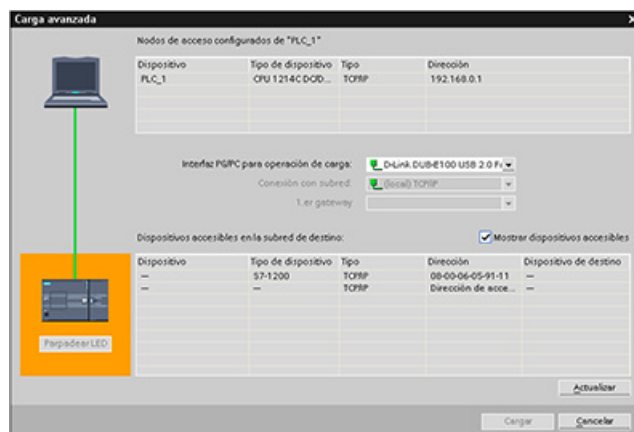 Carga avanzada
Nodos de acceso configurados de "PLC_1"
Dispositivo Tipo de dispositivo Tipo Dirección
PLC_1 CPU 1214C DC/D... TCP/IP 192.168.0.1
Interfaz PG/PC para operación de carga: D-Link DUB-E100 USB 2.0 F
Conexión con subred: (local) TCP/IP
1.er gateway
Dispositivos accesibles en la subred de destino: Mostrar dispositivos accesibles
Dispositivo Tipo de dispositivo Tipo Dirección Dispositivo de destino
— S7-1200 TCP/IP 08-00-06-05-91-11 —
— — TCP/IP Dirección de acce... —
Parpadear LED
Actualizar
Cargar Cancelar